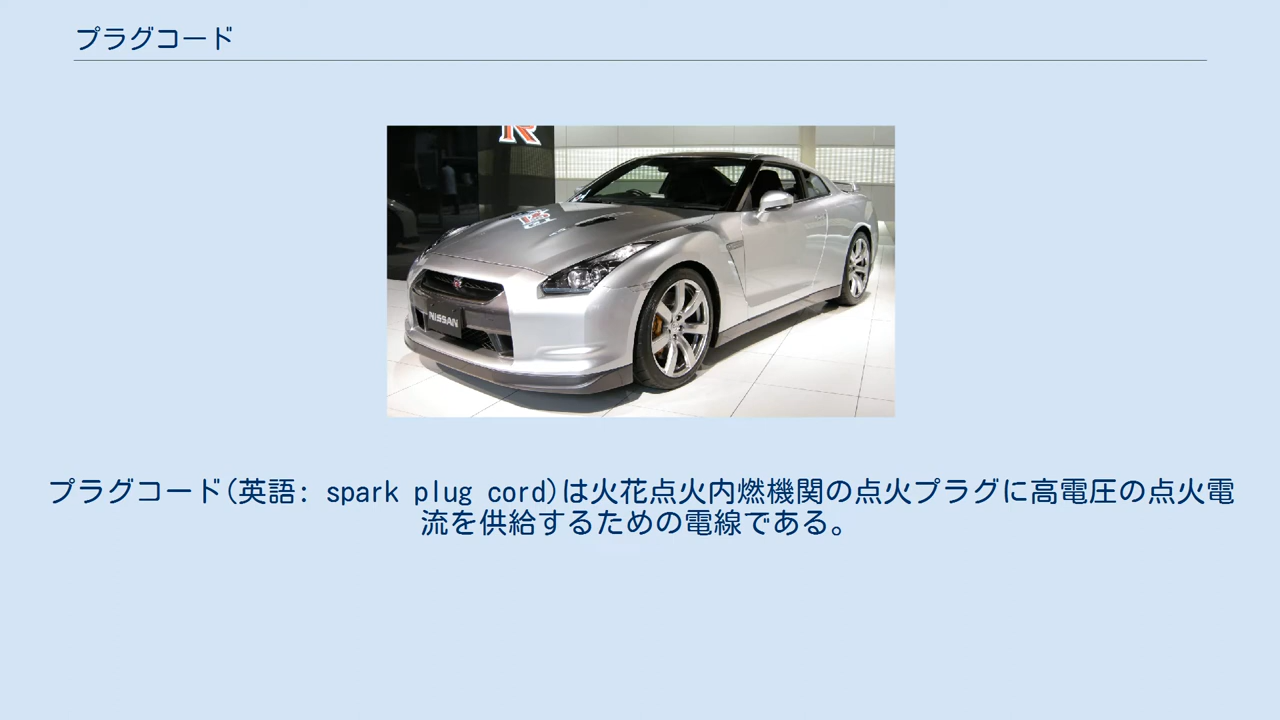 プラグコード
R
NISSAN
プラグコード(英語: spark plug cord)は火花点火内燃機関の点火プラグに高電圧の点火電
流を供給するための電線である。